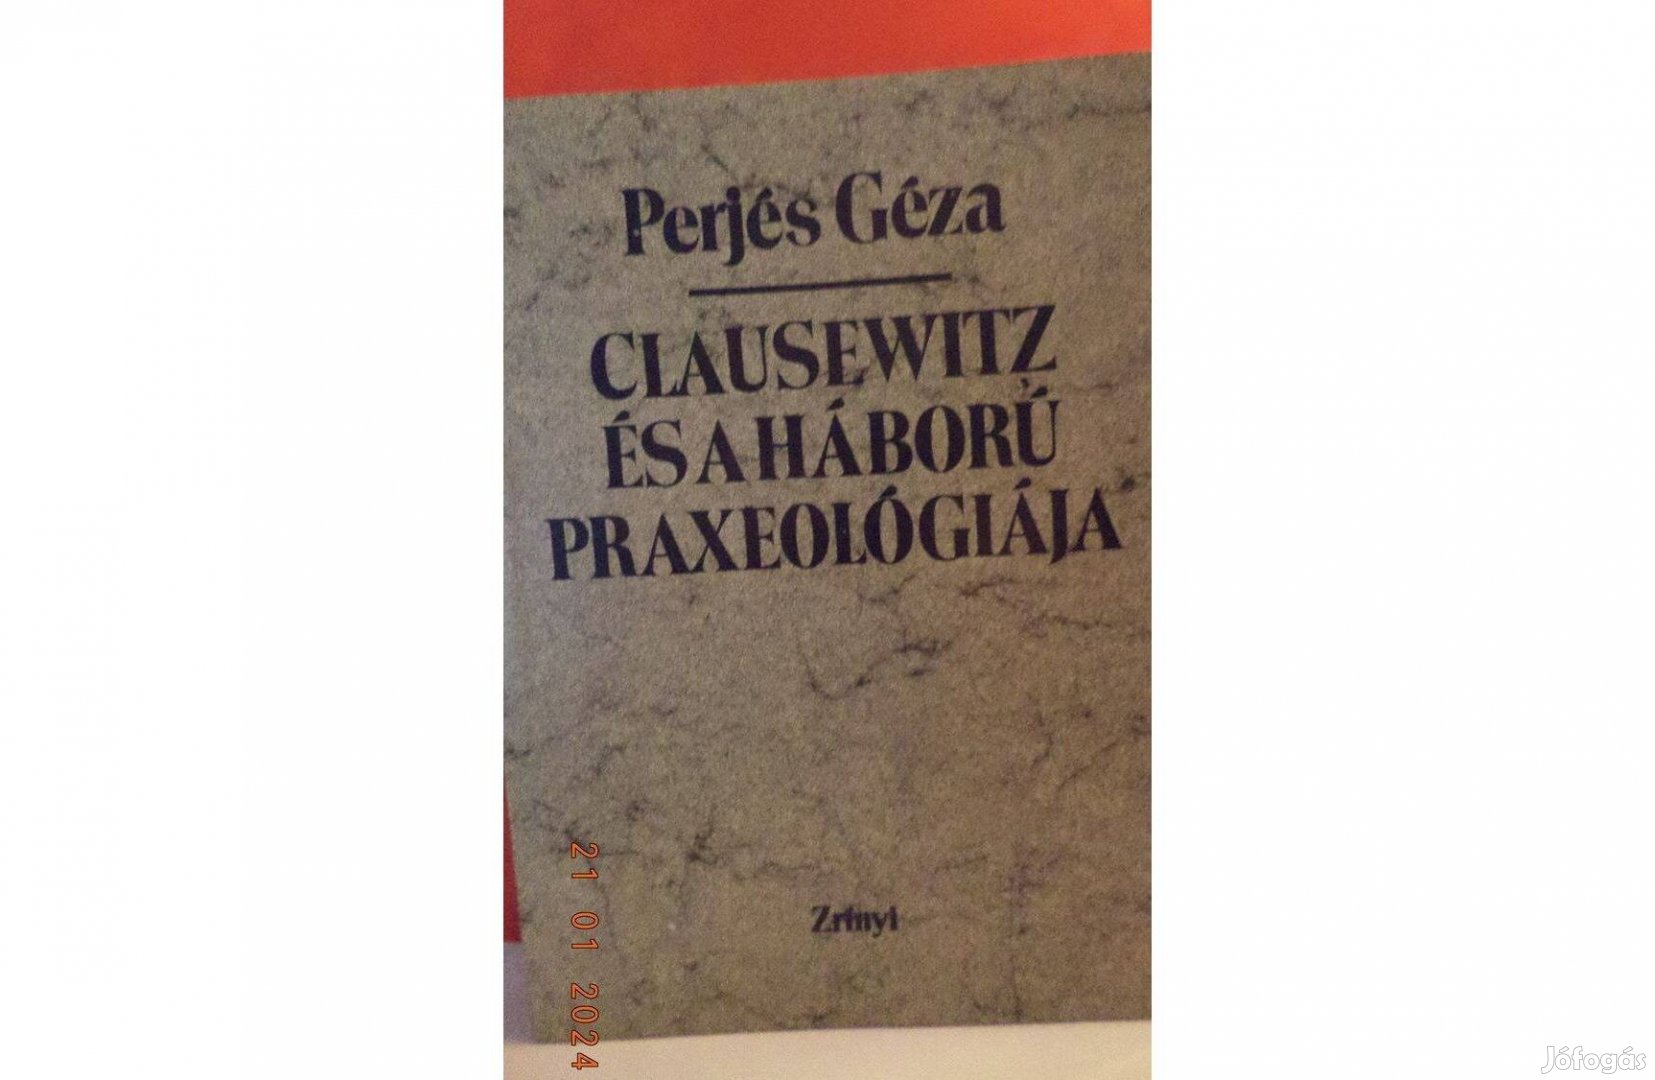 Perjés Géza
CLAUSEWITZ
ÉS A HÁBORÚ
PRAXEOLÓGIÁJA
Zrínyi
21 01 2024
Jófogás